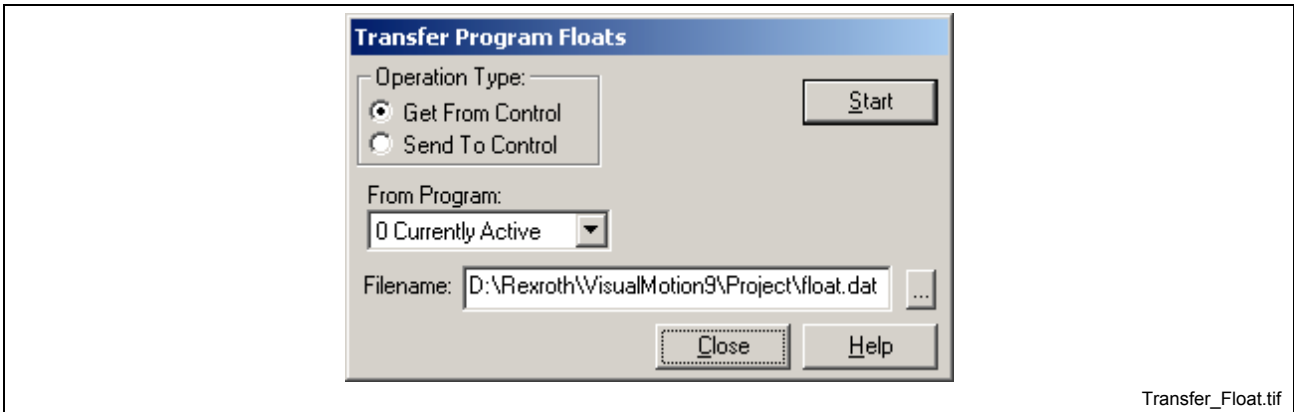 Transfer Program Floats
Operation Type:
Get From Control
Start
Send To Control
From Program:
0 Currently Active
Filename: D:\Rexroth\VisualMotion9\Project\float.dat ...
Close Help
Transfer_Float.tif